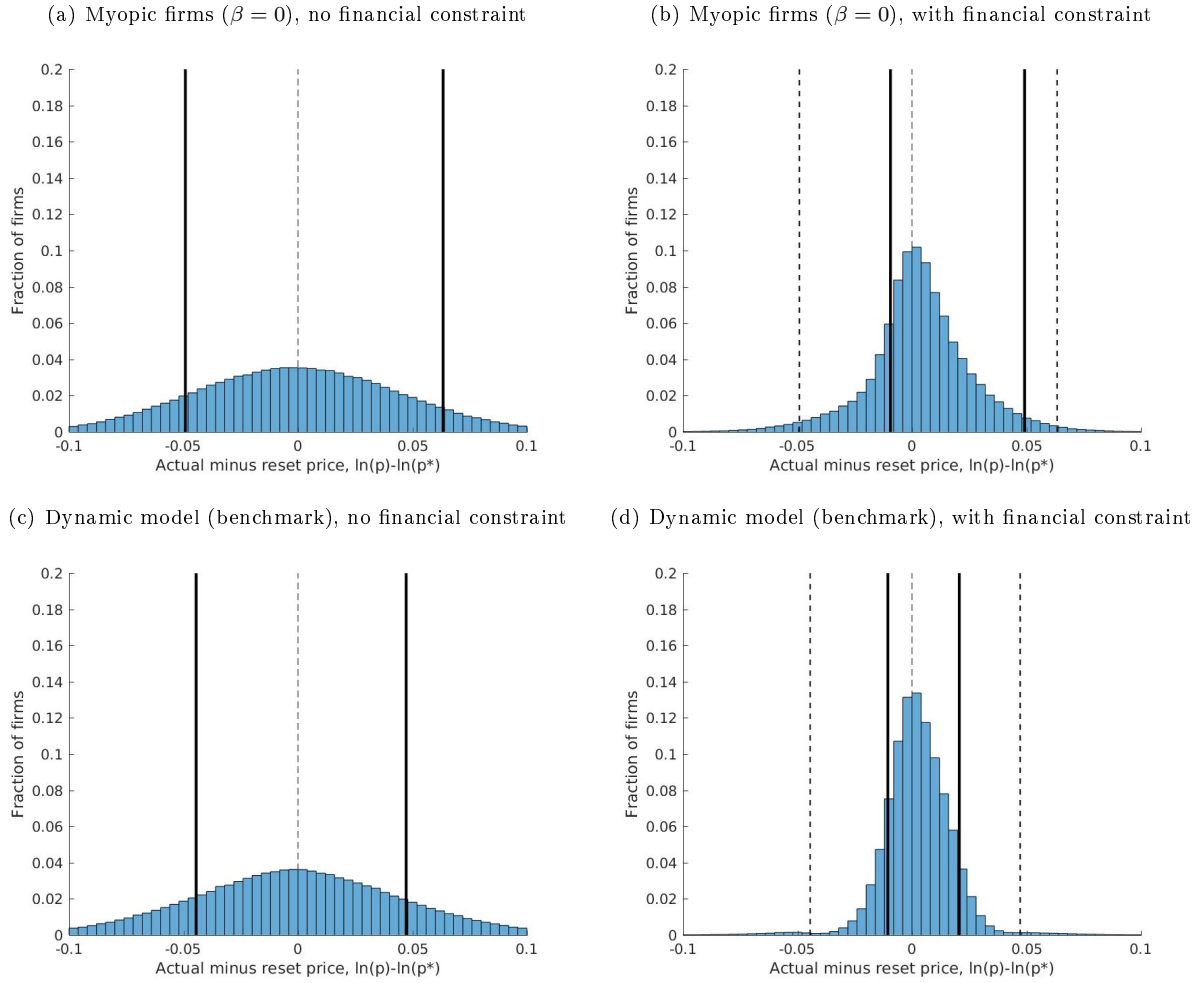 (a) Myopic firms (β = 0), no financial constraint
0.2
0.18
0.16
0.14
0.12
0.1
0.08
0.06
0.04
0.02
0
Fraction of firms
-0.1 -0.05 0 0.05 0.1
Actual minus reset price, ln(p)-ln(p*)
(b) Myopic firms (β = 0), with financial constraint
0.2
0.18
0.16
0.14
0.12
0.1
0.08
0.06
0.04
0.02
0
Fraction of firms
-0.1 -0.05 0 0.05 0.1
Actual minus reset price, ln(p)-ln(p*)
(c) Dynamic model (benchmark), no financial constraint
0.2
0.18
0.16
0.14
0.12
0.1
0.08
0.06
0.04
0.02
0
Fraction of firms
-0.1 -0.05 0 0.05 0.1
Actual minus reset price, ln(p)-ln(p*)
(d) Dynamic model (benchmark), with financial constraint
0.2
0.18
0.16
0.14
0.12
0.1
0.08
0.06
0.04
0.02
0
Fraction of firms
-0.1 -0.05 0 0.05 0.1
Actual minus reset price, ln(p)-ln(p*)